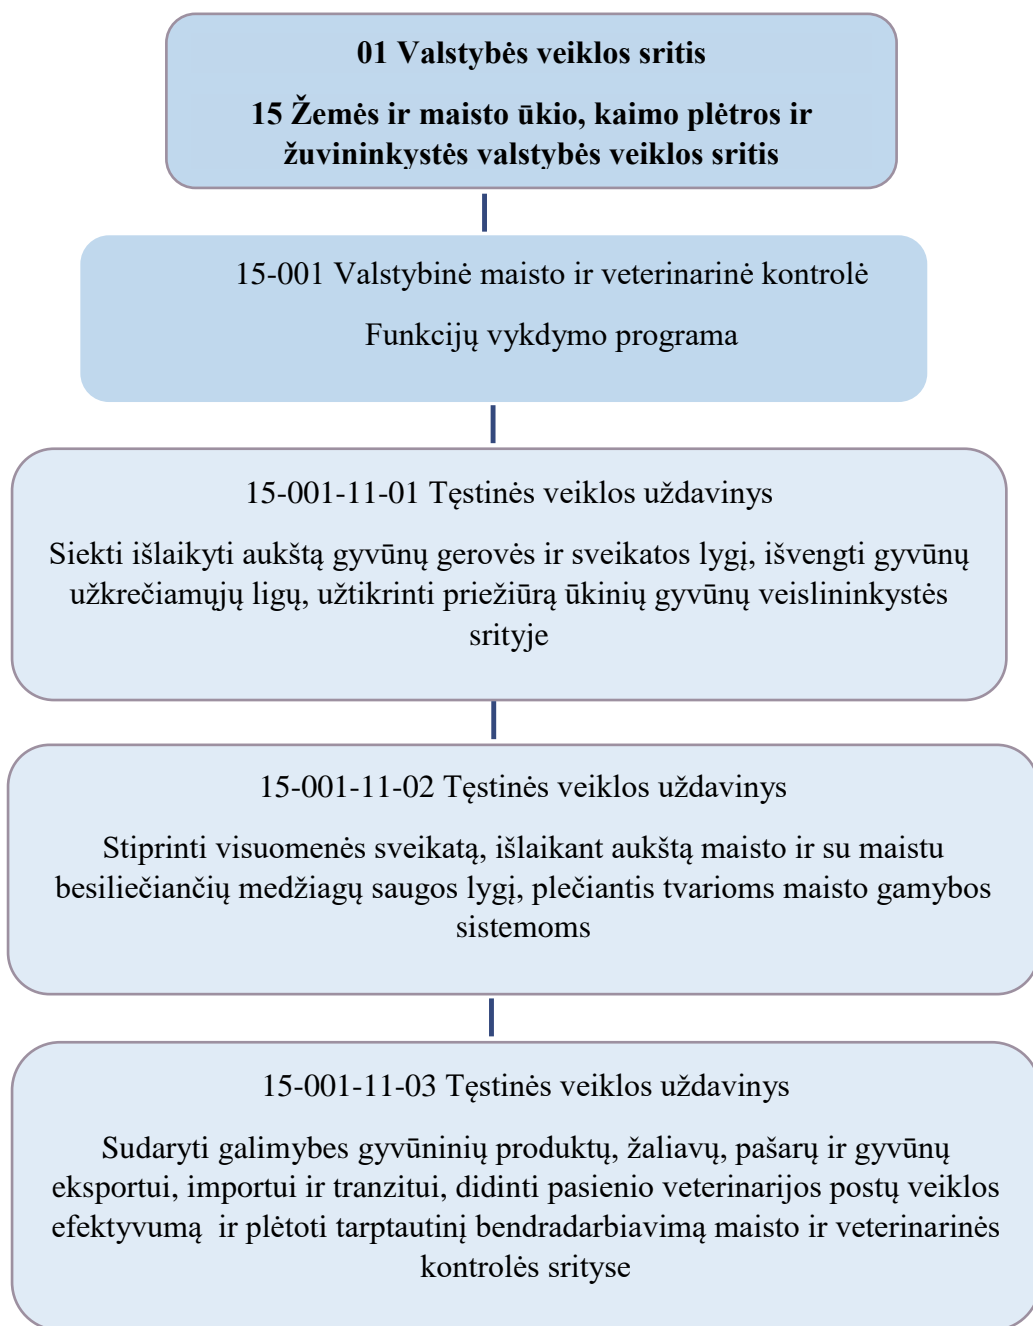 01 Valstybės veiklos sritis
15 Žemės ir maisto ūkio, kaimo plėtros ir
žuvininkystės valstybės veiklos sritis
15-001 Valstybinė maisto ir veterinarinė kontrolė
Funkcijų vykdymo programa
15-001-11-01 Tęstinės veiklos uždavinys
Siekti išlaikyti aukštą gyvūnų gerovės ir sveikatos lygį, išvengti gyvūnų
užkrečiamųjų ligų, užtikrinti priežiūrą ūkinių gyvūnų veislininkystės
srityje
15-001-11-02 Tęstinės veiklos uždavinys
Stiprinti visuomenės sveikatą, išlaikant aukštą maisto ir su maistu
besiliečiančių medžiagų saugos lygį, plečiantis tvarioms maisto gamybos
sistemoms
15-001-11-03 Tęstinės veiklos uždavinys
Sudaryti galimybes gyvūninių produktų, žaliavų, pašarų ir gyvūnų
eksportui, importui ir tranzitui, didinti pasienio veterinarijos postų veiklos
efektyvumą ir plėtoti tarptautinį bendradarbiavimą maisto ir veterinarinės
kontrolės srityse